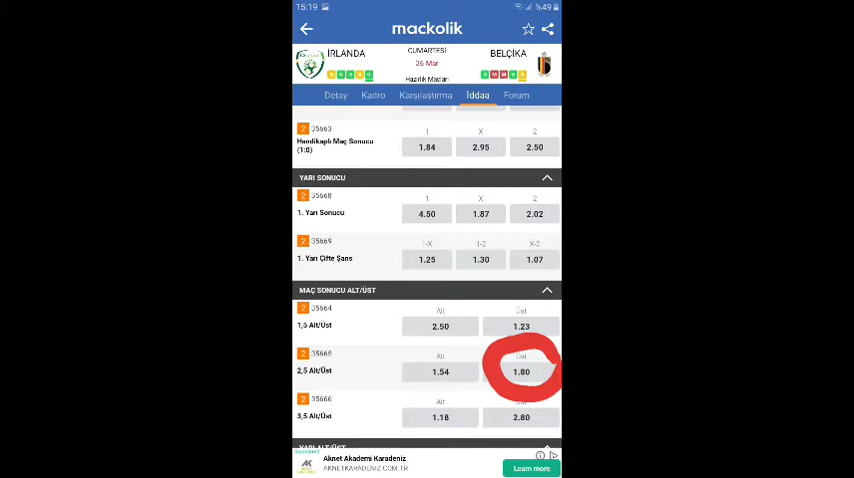 15:19
%49
mackolik
İRLANDA
CUMARTESİ
26 Mar
Hazırlık Maçları
BELÇİKA
Detay Kadro Karşılaştırma İddaa Forum
2 35663
Handikaplı Maç Sonucu
(1:0)
1 X 2
1.84 2.95 2.50
YARI SONUCU
2 35668
1. Yarı Sonucu
1 X 2
4.50 1.87 2.02
2 35669
1. Yarı Çifte Şans
1-X 1-2 X-2
1.25 1.30 1.07
MAÇ SONUCU ALT/ÜST
2 35664
1,5 Alt/Üst
Alt Üst
2.50 1.23
2 35665
2,5 Alt/Üst
Alt Üst
1.54 1.80
2 35666
3,5 Alt/Üst
Alt
1.18 2.80
YARI ALT/ÜST
Sponsored
Aknet Akademi Karadeniz
AKNETKARADENIZ.COM.TR
Learn more